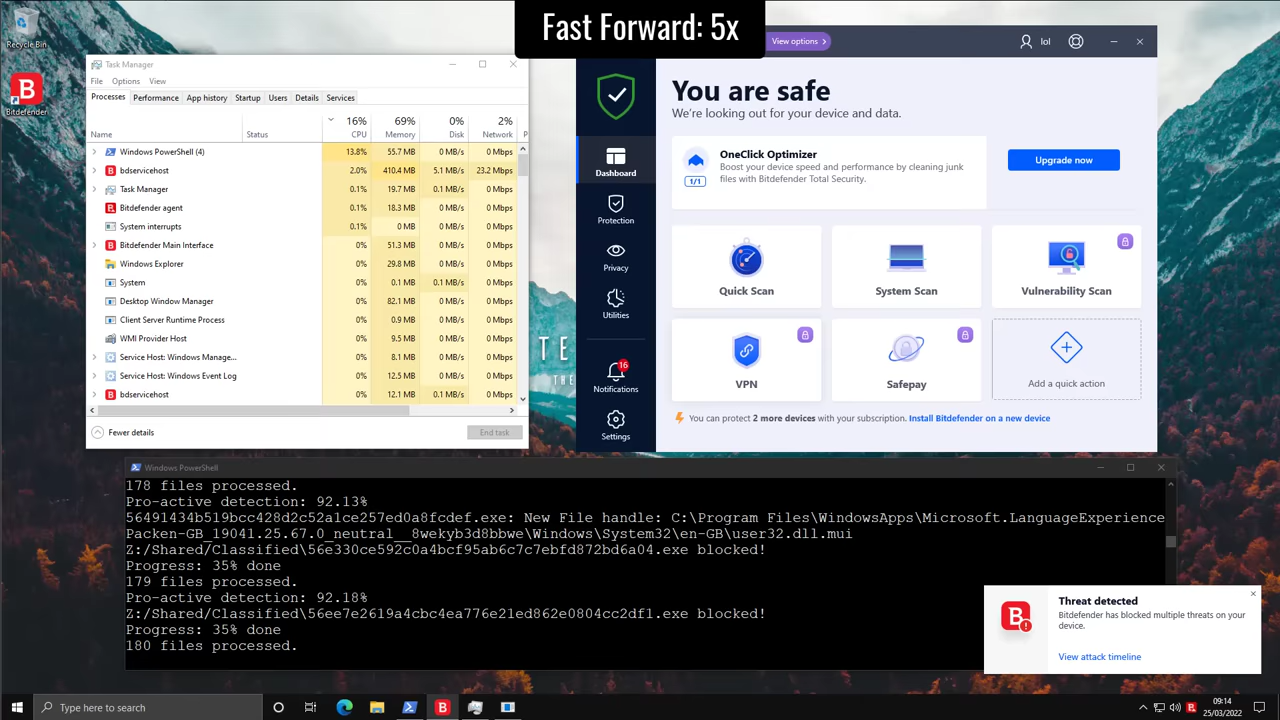 Fast Forward: 5x
Recycle Bin
Bitdefender
Task Manager
File Options View
Processes Performance App history Startup Users Details Services
16% 69% 0% 2%
Name Status CPU Memory Disk Network P
Windows PowerShell (4) 13.8% 55.7 MB 0 MB/s 0 Mbps
bdservicehost 2.0% 410.4 MB 5.1 MB/s 23.2 Mbps
Task Manager 0.1% 19.7 MB 0.1 MB/s 0 Mbps
Bitdefender agent 0.1% 18.3 MB 0 MB/s 0 Mbps
System interrupts 0.1% 0 MB 0 MB/s 0 Mbps
Bitdefender Main Interface 0% 51.3 MB 0 MB/s 0 Mbps
Windows Explorer 0% 29.8 MB 0 MB/s 0 Mbps
System 0% 0.1 MB 0.1 MB/s 0 Mbps
Desktop Window Manager 0% 82.1 MB 0 MB/s 0 Mbps
Client Server Runtime Process 0% 0.9 MB 0 MB/s 0 Mbps
WMI Provider Host 0% 9.5 MB 0 MB/s 0 Mbps
Service Host: Windows Manage... 0% 8.1 MB 0 MB/s 0 Mbps
Service Host: Windows Event Log 0% 12.5 MB 0 MB/s 0 Mbps
bdservicehost 0% 12.1 MB 0.1 MB/s 0 Mbps
Fewer details
End task
T E
T H E
View options
lol
Dashboard
Protection
Privacy
Utilities
16
Notifications
Settings
You are safe
We're looking out for your device and data.
1/1
OneClick Optimizer
Boost your device speed and performance by cleaning junk
files with Bitdefender Total Security.
Upgrade now
Quick Scan
System Scan
Vulnerability Scan
VPN
Safepay
Add a quick action
You can protect 2 more devices with your subscription. Install Bitdefender on a new device
Windows PowerShell
178 files processed.
Pro-active detection: 92.13%
56491434b519bcc428d2c52a1ce257ed0a8fcdef.exe: New File handle: C:\Program Files\WindowsApps\Microsoft.LanguageExperience
Packen-GB_19041.25.67.0_neutral__8wekyb3d8bbwe\Windows\System32\en-GB\user32.dll.mui
Z:/Shared/Classified\56e330ce592c0a4bcf95ab6c7c7ebfd872bd6a04.exe blocked!
Progress: 35% done
179 files processed.
Pro-active detection: 92.18%
Z:/Shared/Classified\56ee7e2619a4cbc4ea776e21ed862e0804cc2df1.exe blocked!
Progress: 35% done
180 files processed.
Threat detected
Bitdefender has blocked multiple threats on your
device.
View attack timeline
Type here to search
09:14
25/03/2022